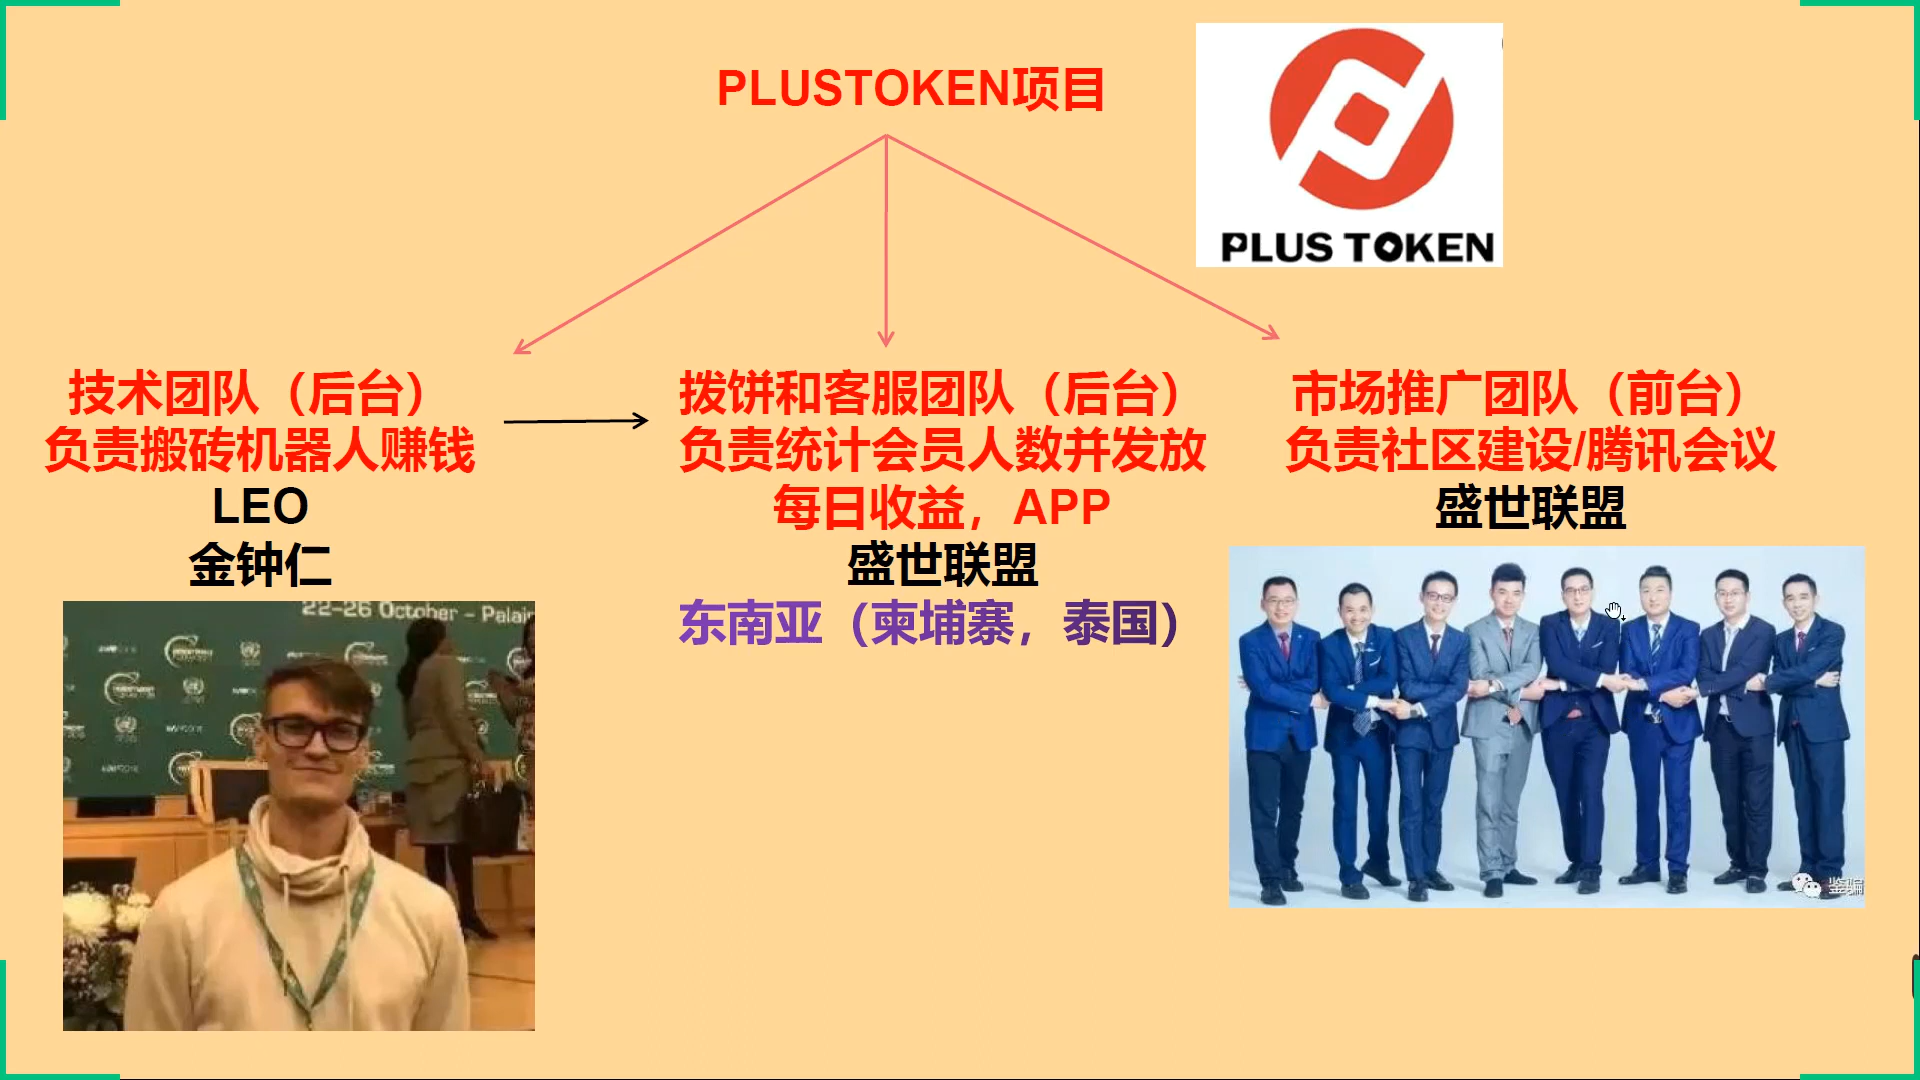 PLUSTOKEN项目
PLUS TOKEN
技术团队（后台）
负责搬砖机器人赚钱
LEO
金钟仁
拨饼和客服团队（后台）
负责统计会员人数并发放
每日收益，APP
盛世联盟
东南亚（柬埔寨，泰国）
市场推广团队（前台）
负责社区建设/腾讯会议
盛世联盟
22-26 October - Palai
鉴骗